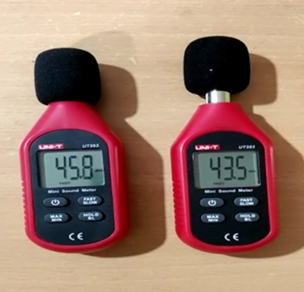 UNI-T UT353
45.8
FAST
Mini Sound Meter
FAST
SLOW
MAX
MIN
HOLD
B/L
CE
UNI-T UT353
43.5
Mini Sound Meter
FAST
SLOW
MAX
MIN
HOLD
B/L
CE